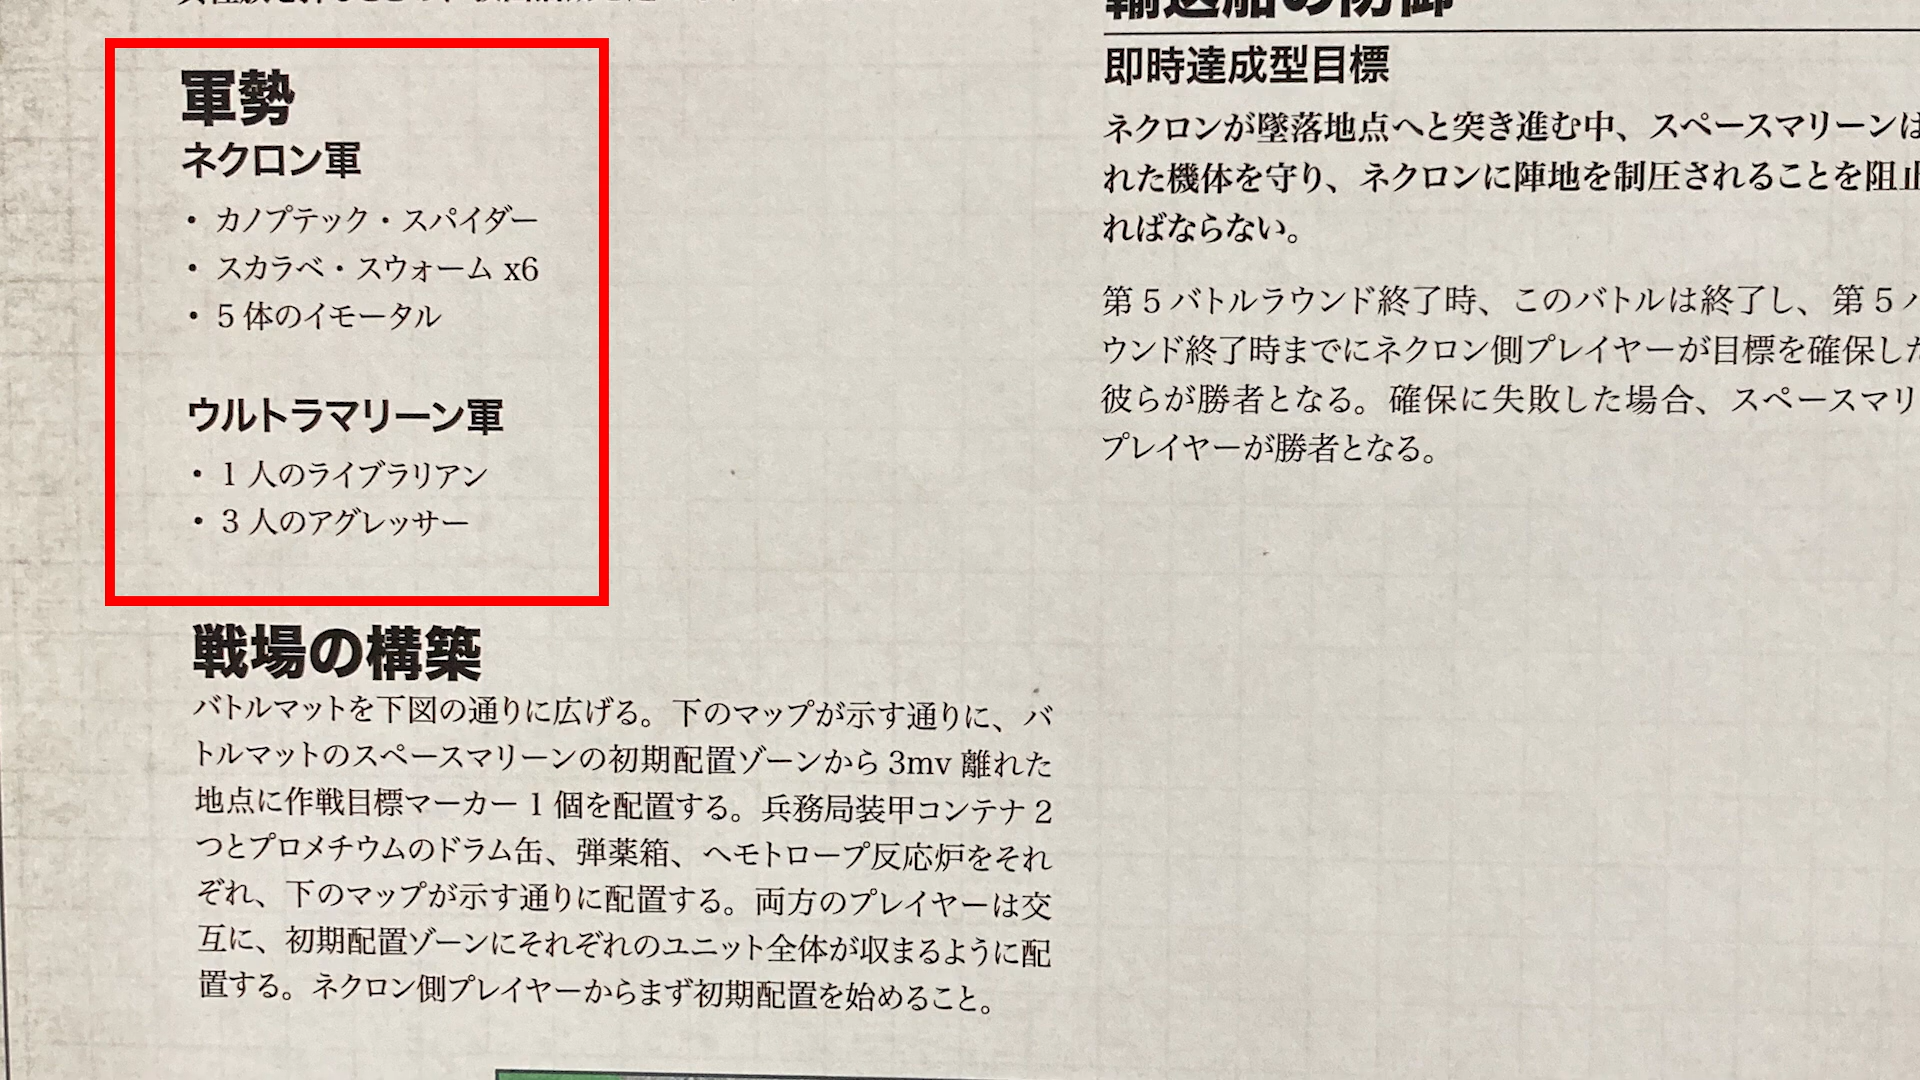 軍勢
ネクロン軍
• カノプテック・スパイダー
• スカラベ・スウォーム x6
• 5 体のイモータル
ウルトラマリーン軍
• 1 人のライブラリアン
• 3 人のアグレッサー
戦場の構築
バトルマットを下図の通りに広げる。下のマップが示す通りに、バ
トルマットのスペースマリーンの初期配置ゾーンから 3mv 離れた
地点に作戦目標マーカー 1 個を配置する。兵務局装甲コンテナ 2
つとプロメチウムのドラム缶、弾薬箱、ヘモトロープ反応炉をそれ
ぞれ、下のマップが示す通りに配置する。両方のプレイヤーは交
互に、初期配置ゾーンにそれぞれのユニット全体が収まるように配
置する。ネクロン側プレイヤーからまず初期配置を始めること。
輸送船の防御
即時達成型目標
ネクロンが墜落地点へと突き進む中、スペースマリーンは
れた機体を守り、ネクロンに陣地を制圧されることを阻止
ればならない。
第 5 バトルラウンド終了時、このバトルは終了し、第 5 バ
ウンド終了時までにネクロン側プレイヤーが目標を確保した
彼らが勝者となる。確保に失敗した場合、スペースマリ
プレイヤーが勝者となる。